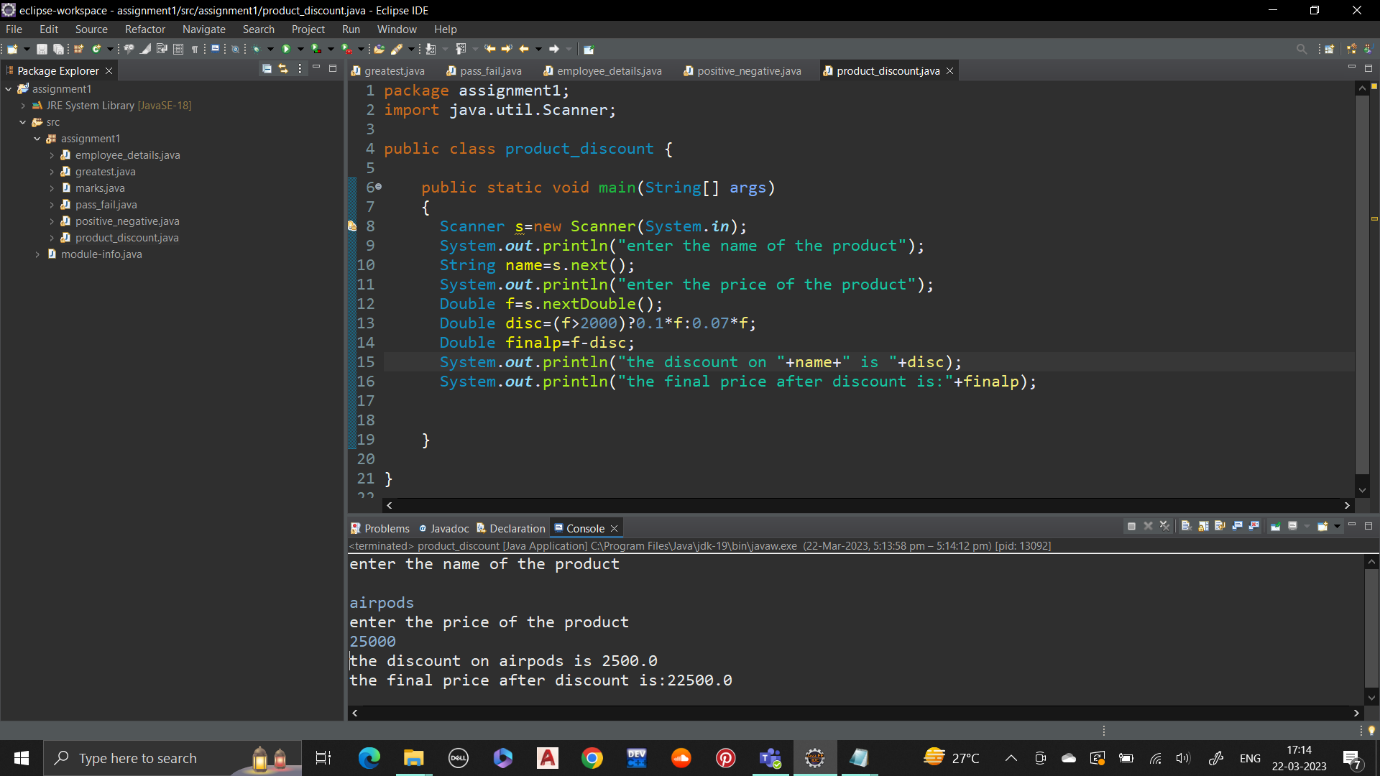 eclipse-workspace - assignment1/src/assignment1/product_discount.java - Eclipse IDE
File Edit Source Refactor Navigate Search Project Run Window Help
Package Explorer
greatest.java pass_fail.java employee_details.java positive_negative.java product_discount.java
assignment1
JRE System Library [JavaSE-18]
src
assignment1
employee_details.java
greatest.java
marks.java
pass_fail.java
positive_negative.java
product_discount.java
module-info.java
1 package assignment1;
2 import java.util.Scanner;
3
4 public class product_discount {
5
6 public static void main(String[] args)
7 {
8 Scanner s=new Scanner(System.in);
9 System.out.println("enter the name of the product");
10 String name=s.next();
11 System.out.println("enter the price of the product");
12 Double f=s.nextDouble();
13 Double disc=(f>2000)?0.1*f:0.07*f;
14 Double finalp=f-disc;
15 System.out.println("the discount on "+name+" is "+disc);
16 System.out.println("the final price after discount is:"+finalp);
17
18
19 }
20
21 }
22
Problems Javadoc Declaration Console
<terminated> product_discount [Java Application] C:\Program Files\Java\jdk-19\bin\javaw.exe (22-Mar-2023, 5:13:58 pm – 5:14:12 pm) [pid: 13092]
enter the name of the product
airpods
enter the price of the product
25000
the discount on airpods is 2500.0
the final price after discount is:22500.0
Type here to search
DELL
A
DEV
27°C
ENG
17:14
22-03-2023
7